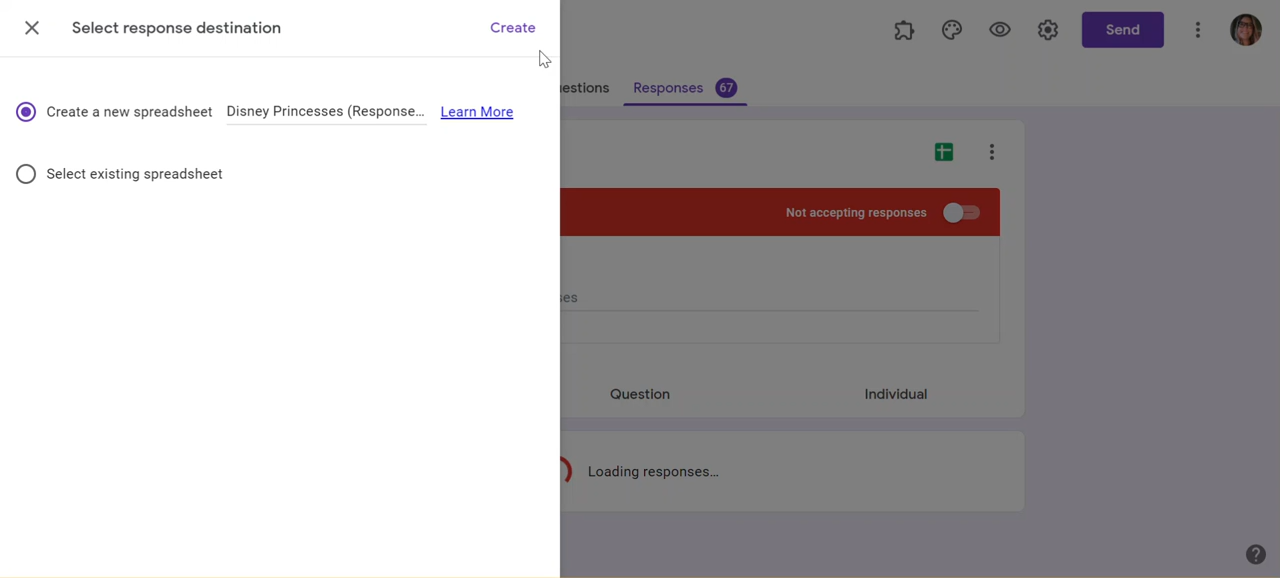 Select response destination
Create
Send
estions
Responses 67
Create a new spreadsheet Disney Princesses (Response... Learn More
Select existing spreadsheet
Not accepting responses
ses
Question
Individual
Loading responses...
?